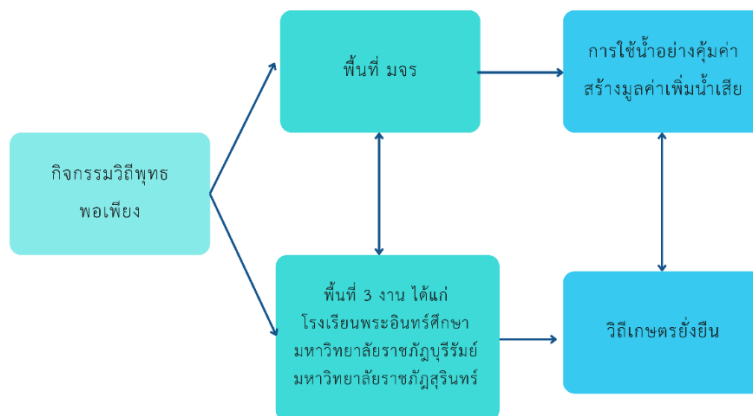 กิจกรรมวิถีพุทธ
พอเพียง
พื้นที่ มจร
การใช้น้ำอย่างคุ้มค่า
สร้างมูลค่าเพิ่มน้ำเสีย
พื้นที่ 3 งาน ได้แก่
โรงเรียนพระอินทร์ศึกษา
มหาวิทยาลัยราชภัฏบุรีรัมย์
มหาวิทยาลัยราชภัฏสุรินทร์
วิถีเกษตรยั่งยืน